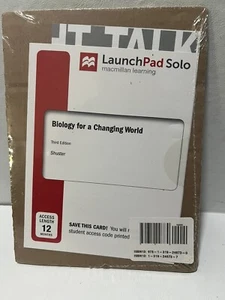 IT TALK
LaunchPad Solo
macmillan learning
Biology for a Changing World
Third Edition
Shuster
ACCESS
LENGTH
12
MONTHS
SAVE THIS CARD! You will
student access code printed